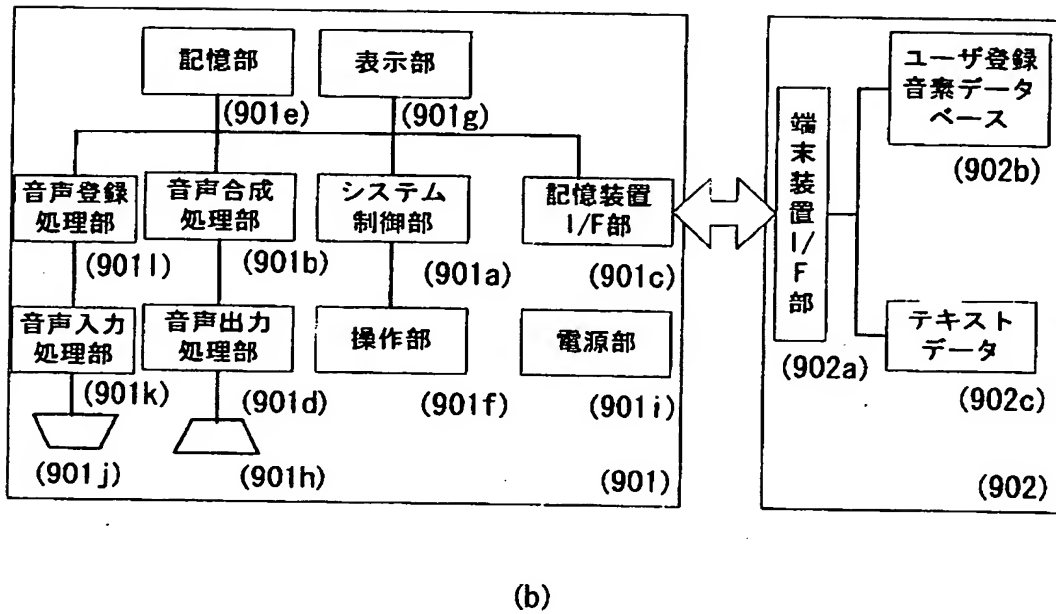 記憶部
(901e)
表示部
(901g)
音声登録
処理部
(901l)
音声合成
処理部
(901b)
システム
制御部
(901a)
記憶装置
I/F部
(901c)
音声入力
処理部
(901k)
音声出力
処理部
(901d)
操作部
(901f)
電源部
(901i)
(901j)
(901h)
(901)
端末装置I/F部
(902a)
ユーザ登録
音素データ
ベース
(902b)
テキスト
データ
(902c)
(902)
(b)